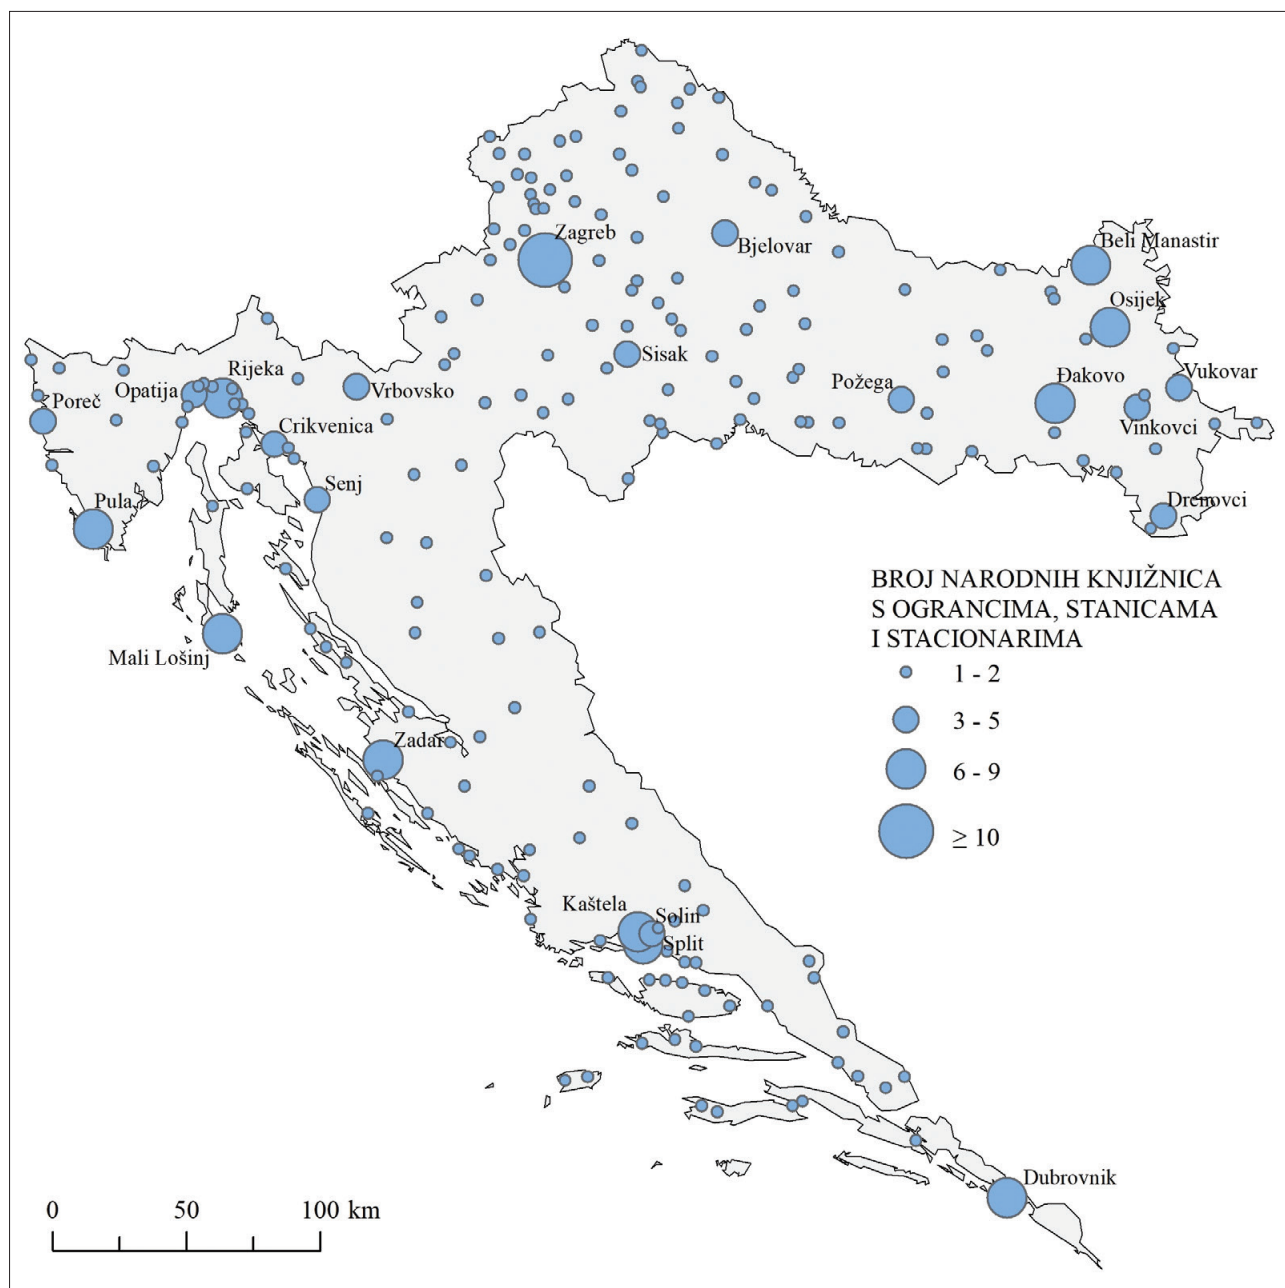 Zagreb
Bjelovar
Beli Manastir
Osijek
Sisak
Rijeka
Opatija
Vrbovsko
Požega
Đakovo
Vukovar
Poreč
Crikvenica
Vinkovci
Senj
Pula
Drenovci
BROJ NARODNIH KNJIŽNICA
S OGRANCIMA, STANICAMA
I STACIONARIMA
1 - 2
3 - 5
6 - 9
≥ 10
Mali Lošinj
Zadar
Kaštela
Solin
Split
Dubrovnik
0 50 100 km